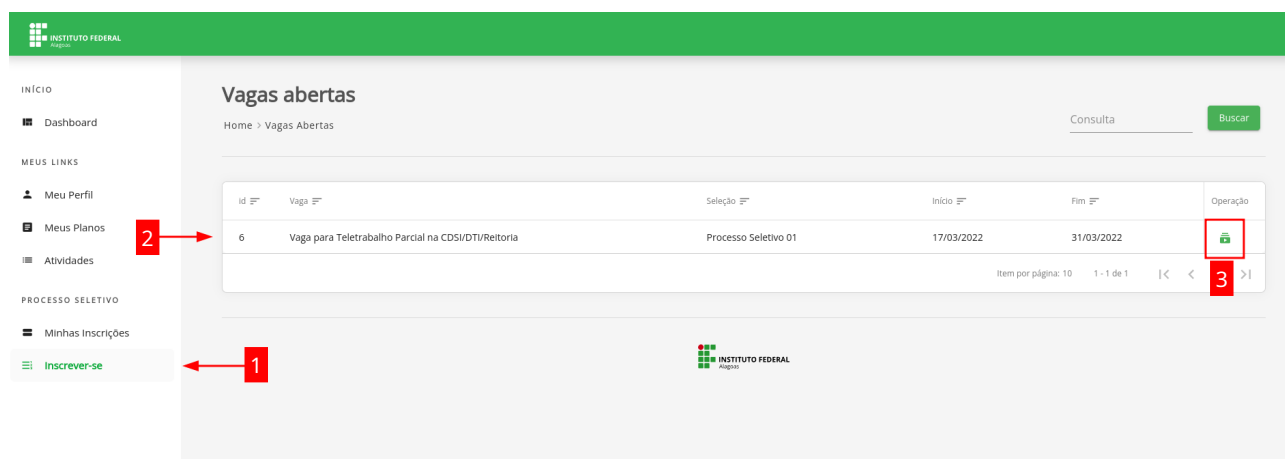 INSTITUTO FEDERAL
Alagoas
INÍCIO
Dashboard
MEUS LINKS
Meu Perfil
Meus Planos
Atividades
PROCESSO SELETIVO
Minhas Inscrições
Inscrever-se
1
2
Vagas abertas
Home > Vagas Abertas
Consulta
Buscar
Id Vaga Seleção Início Fim Operação
6 Vaga para Teletrabalho Parcial na CDSI/DTI/Reitoria Processo Seletivo 01 17/03/2022 31/03/2022
Item por página: 10 1 - 1 de 1
3
INSTITUTO FEDERAL
Alagoas